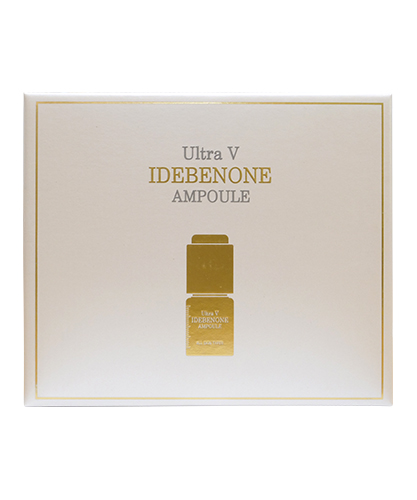 Ultra V
IDEBENONE
AMPOULE
Ultra V
IDEBENONE
AMPOULE